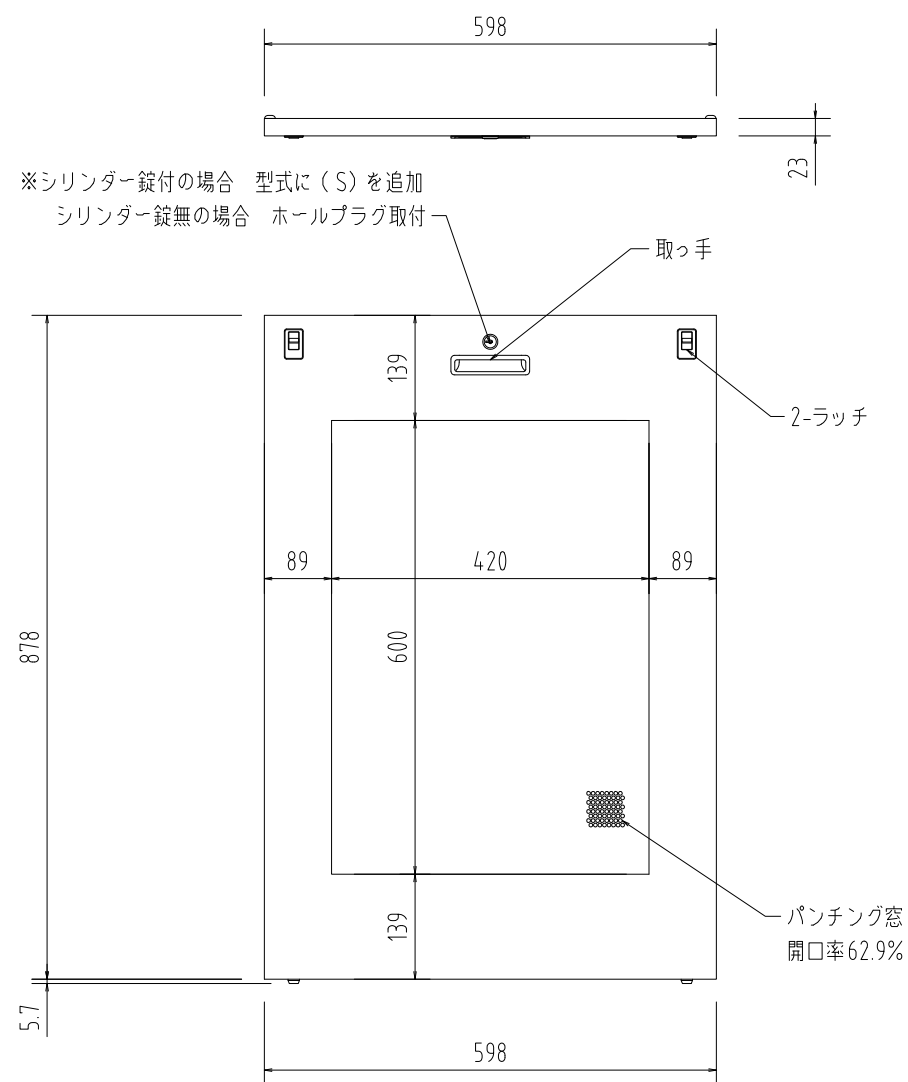 598
23
※シリンダー錠付の場合　型式に（S）を追加
シリンダー錠無の場合　ホールプラグ取付
取っ手
139
2-ラッチ
89
420
89
878
600
139
パンチング窓
開口率62.9%
5.7
598